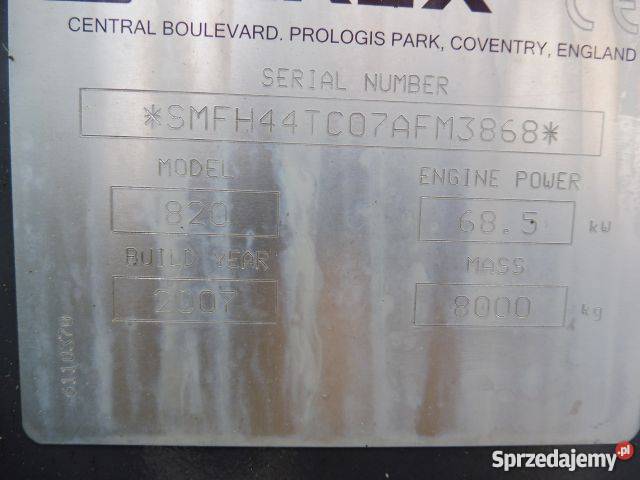 CENTRAL BOULEVARD. PROLOGIS PARK, COVENTRY, ENGLAND
SERIAL NUMBER
*SMFH44TC07AFM3868*
MODEL
ENGINE POWER
820
68.5 kW
BUILD YEAR
MASS
2007
8000 kg
Sprzedajemy.pl